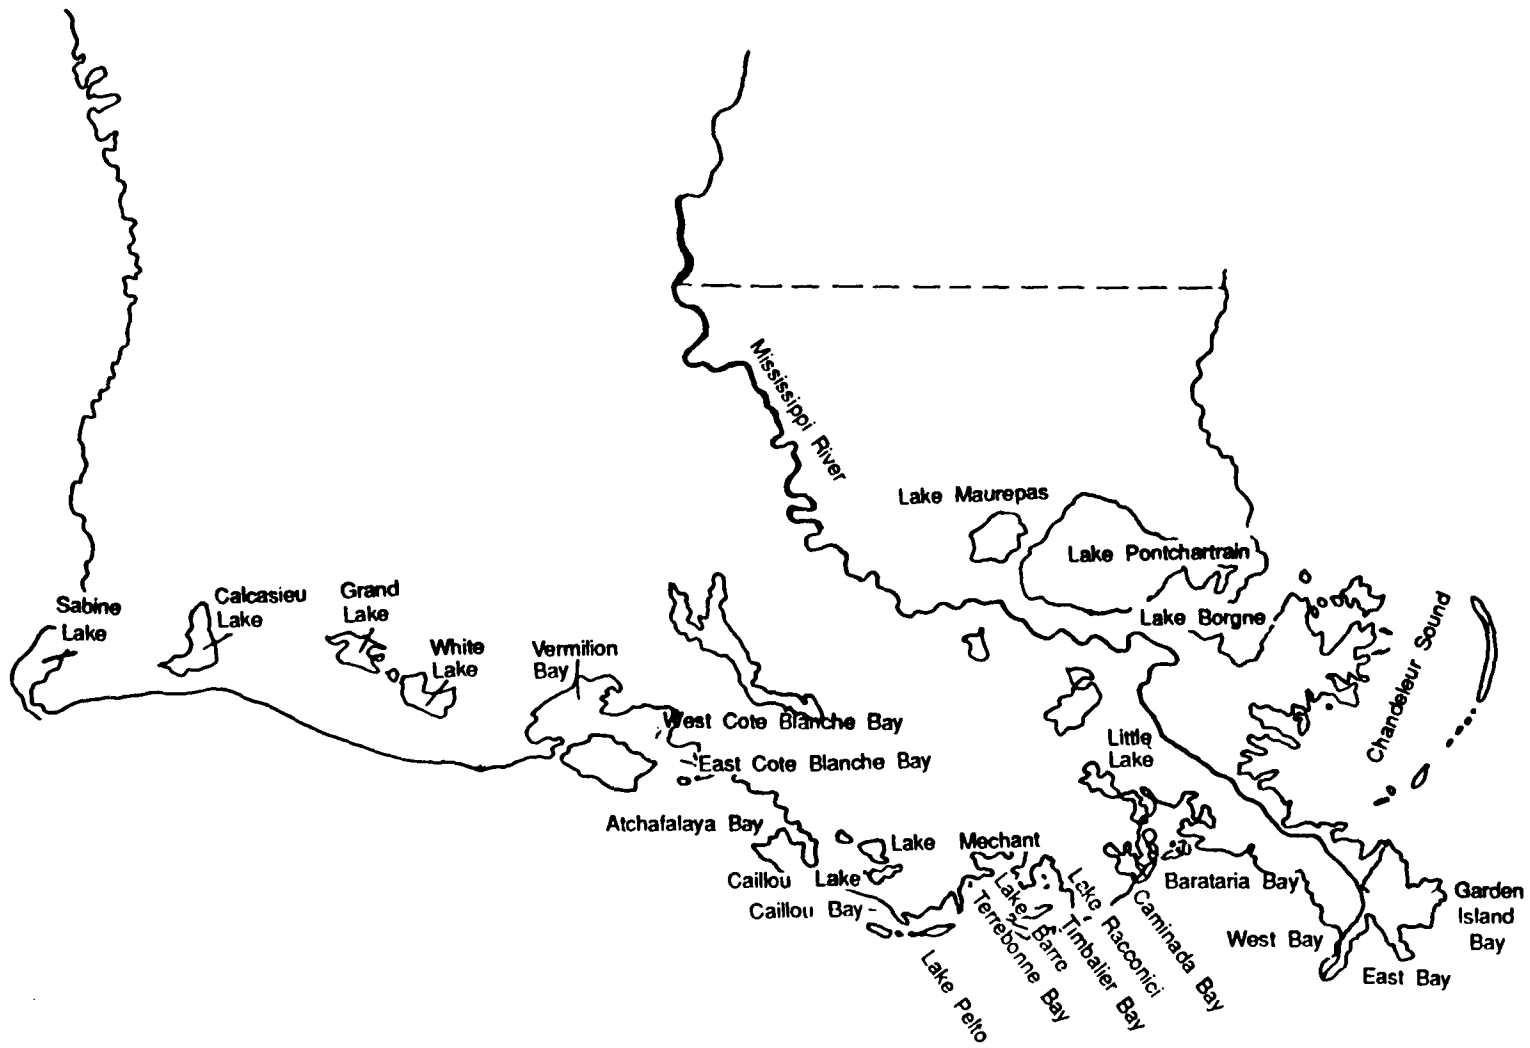 Mississippi River
Lake Maurepas
Lake Pontchartrain
Lake Borgne
Chandeleur Sound
Sabine
Lake
Calcasieu
Lake
Grand
Lake
White
Lake
Vermilion
Bay
West Cote Blanche Bay
East Cote Blanche Bay
Atchafalaya Bay
Little
Lake
Lake Mechant
Caillou Lake
Caillou Bay
Lake Pelto
Terrebonne Bay
Lake Barre
Timbalier Bay
Lake Racconici
Caminada Bay
Barataria Bay
West Bay
East Bay
Garden
Island
Bay